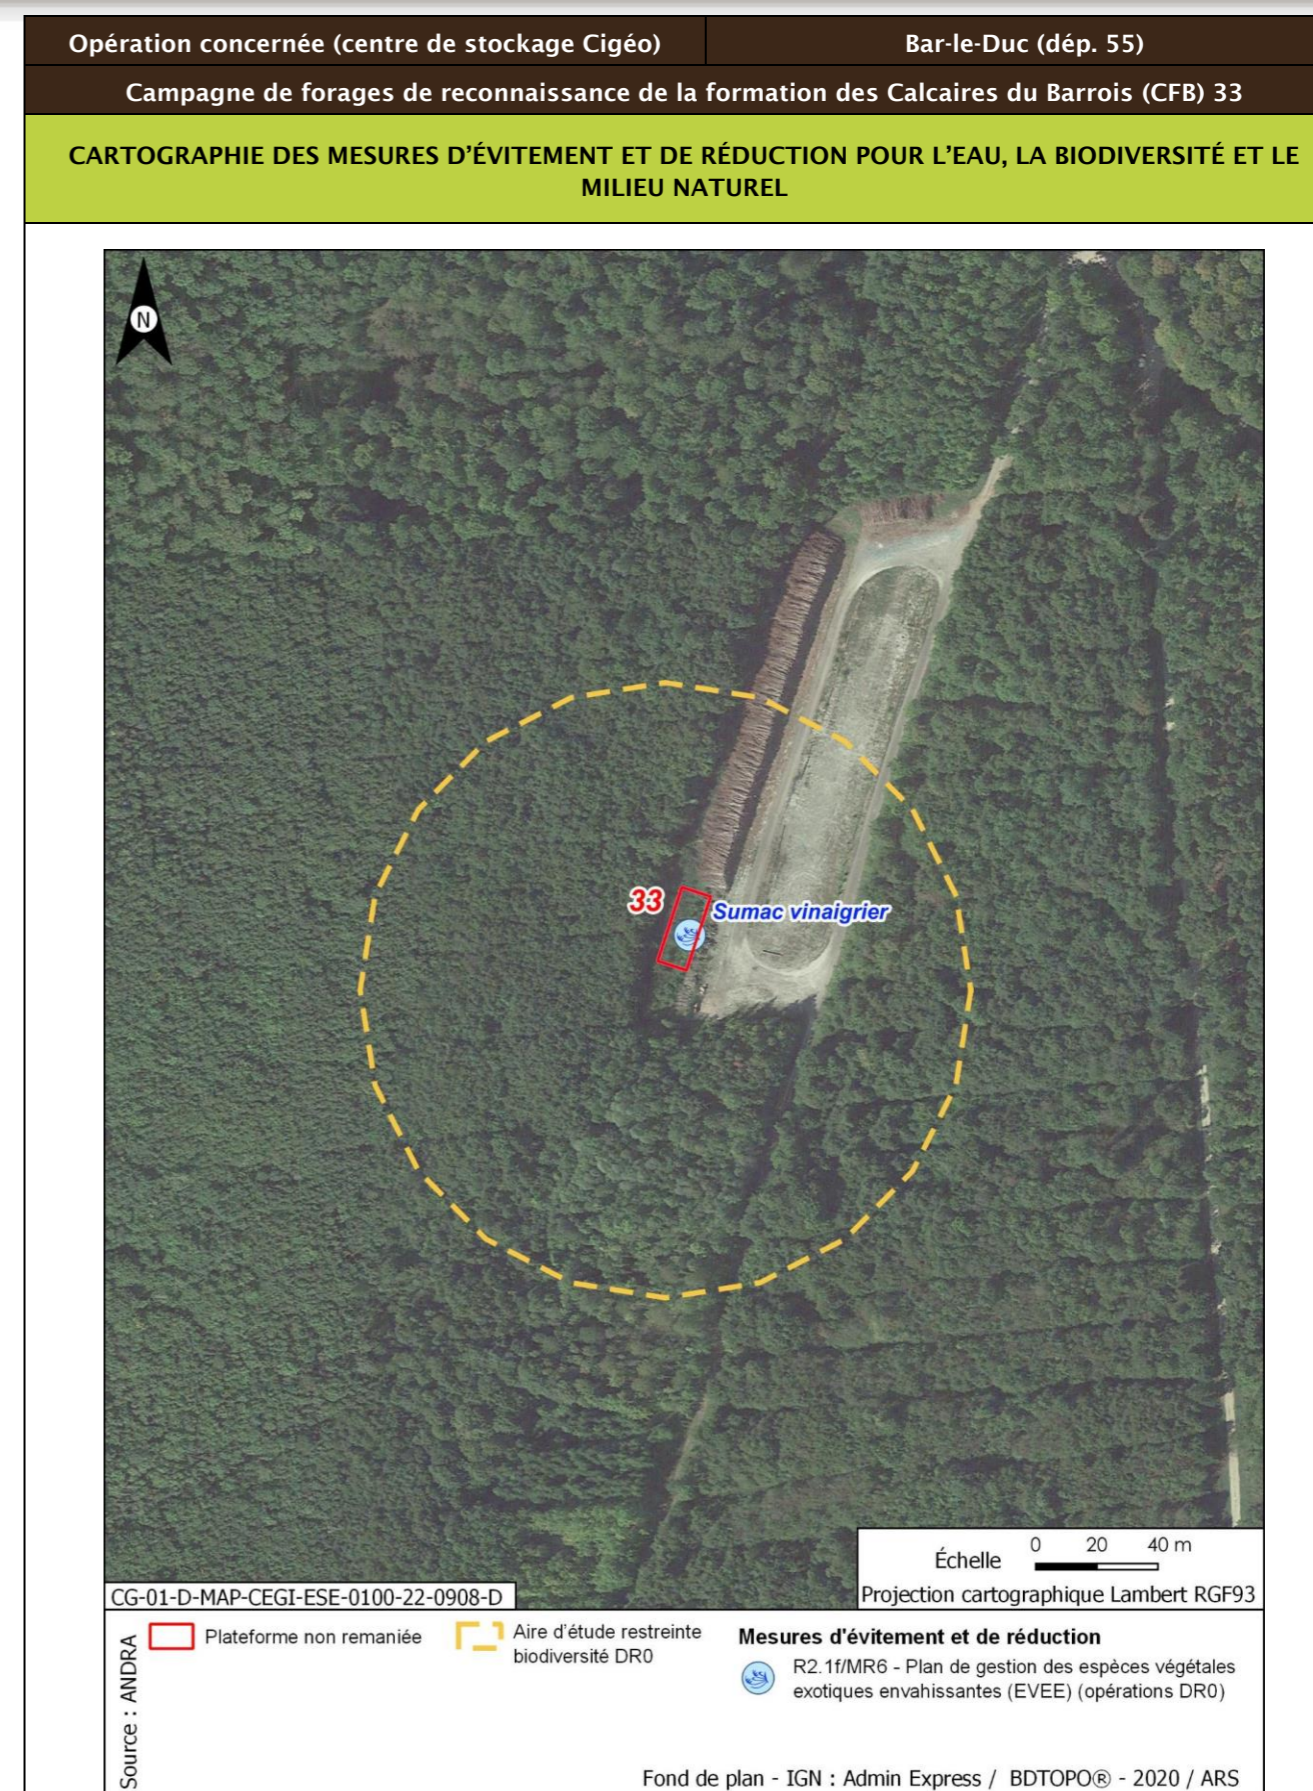 Opération concernée (centre de stockage Cigéo)
Bar-le-Duc (dép. 55)
Campagne de forages de reconnaissance de la formation des Calcaires du Barrois (CFB) 33
CARTOGRAPHIE DES MESURES D'ÉVITEMENT ET DE RÉDUCTION POUR L'EAU, LA BIODIVERSITÉ ET LE
MILIEU NATUREL
N
33
Sumac vinaigrier
Échelle
0 20 40 m
Projection cartographique Lambert RGF93
CG-01-D-MAP-CEGI-ESE-0100-22-0908-D
Source : ANDRA
Plateforme non remaniée
Aire d'étude restreinte
biodiversité DR0
Mesures d'évitement et de réduction
R2.1f/MR6 - Plan de gestion des espèces végétales
exotiques envahissantes (EVEE) (opérations DR0)
Fond de plan - IGN : Admin Express / BDTOPO® - 2020 / ARS